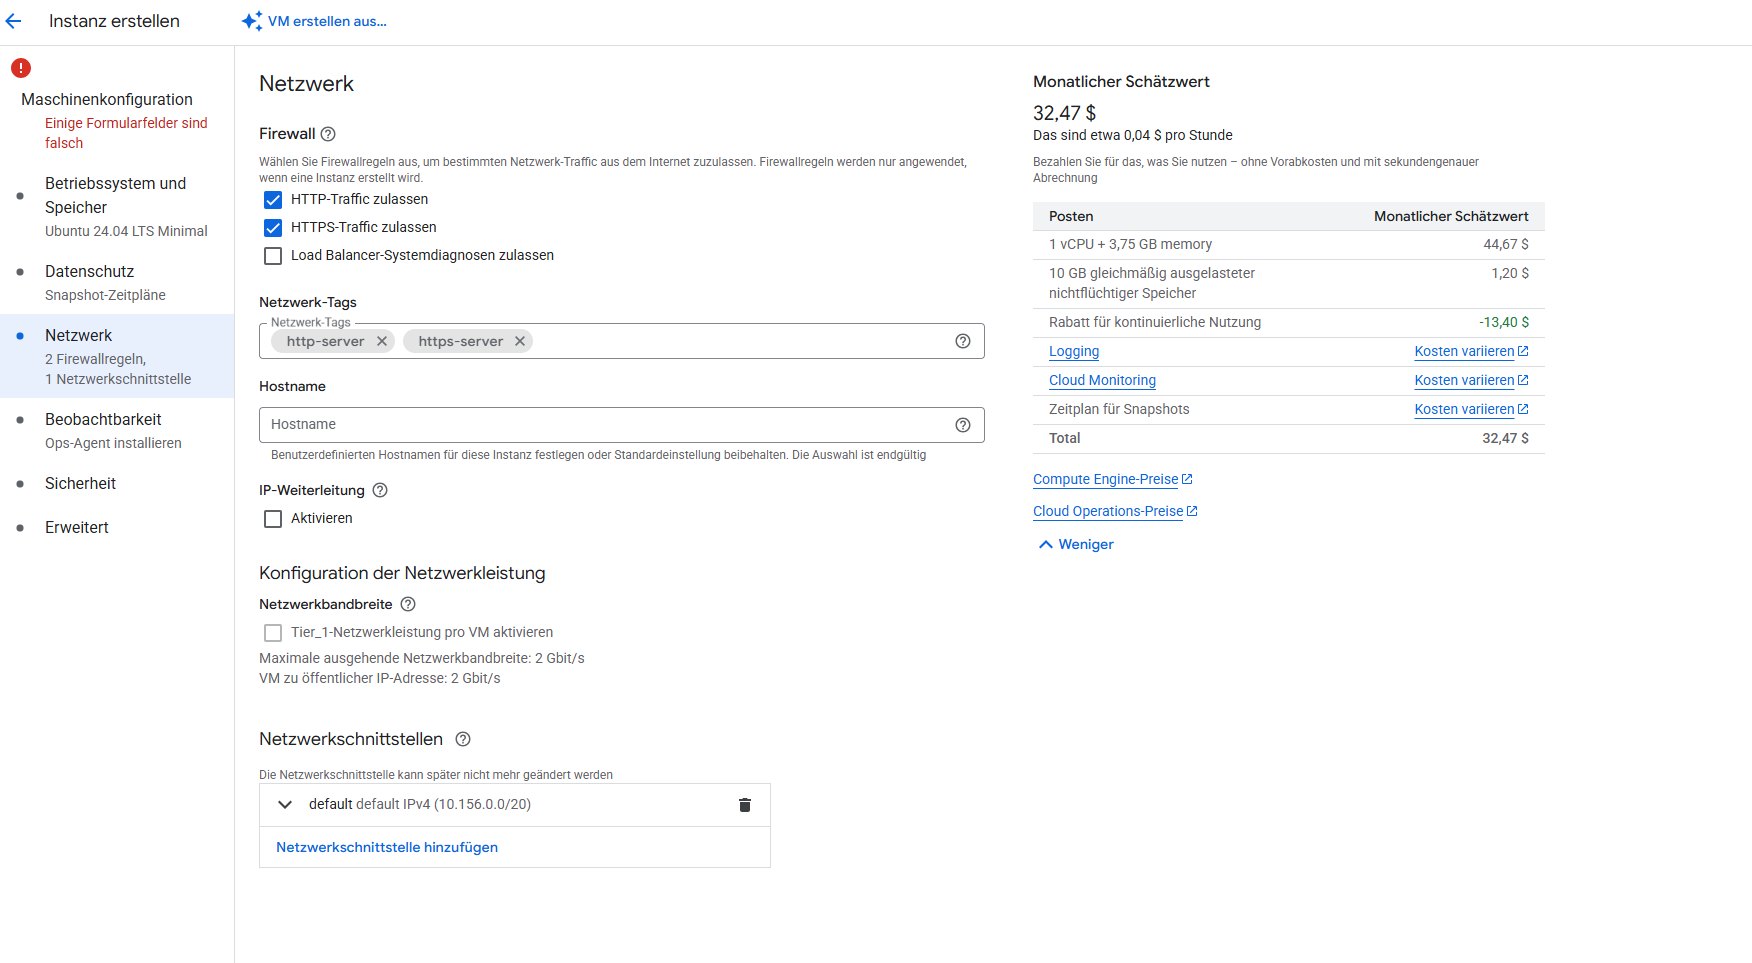 Instanz erstellen
VM erstellen aus...
Maschinenkonfiguration
Einige Formularfelder sind
falsch
Betriebssystem und
Speicher
Ubuntu 24.04 LTS Minimal
Datenschutz
Snapshot-Zeitpläne
Netzwerk
2 Firewallregeln,
1 Netzwerkschnittstelle
Beobachtbarkeit
Ops-Agent installieren
Sicherheit
Erweitert
Netzwerk
Firewall
Wählen Sie Firewallregeln aus, um bestimmten Netzwerk-Traffic aus dem Internet zuzulassen. Firewallregeln werden nur angewendet,
wenn eine Instanz erstellt wird.
HTTP-Traffic zulassen
HTTPS-Traffic zulassen
Load Balancer-Systemdiagnosen zulassen
Netzwerk-Tags
Netzwerk-Tags
http-server
https-server
Hostname
Hostname
Benutzerdefinierten Hostnamen für diese Instanz festlegen oder Standardeinstellung beibehalten. Die Auswahl ist endgültig
IP-Weiterleitung
Aktivieren
Konfiguration der Netzwerkleistung
Netzwerkbandbreite
Tier_1-Netzwerkleistung pro VM aktivieren
Maximale ausgehende Netzwerkbandbreite: 2 Gbit/s
VM zu öffentlicher IP-Adresse: 2 Gbit/s
Netzwerkschnittstellen
Die Netzwerkschnittstelle kann später nicht mehr geändert werden
default default IPv4 (10.156.0.0/20)
Netzwerkschnittstelle hinzufügen
Monatlicher Schätzwert
32,47 $
Das sind etwa 0,04 $ pro Stunde
Bezahlen Sie für das, was Sie nutzen – ohne Vorabkosten und mit sekundengenauer
Abrechnung
Posten Monatlicher Schätzwert
1 vCPU + 3,75 GB memory 44,67 $
10 GB gleichmäßig ausgelasteter 1,20 $
nichtflüchtiger Speicher
Rabatt für kontinuierliche Nutzung -13,40 $
Logging Kosten variieren
Cloud Monitoring Kosten variieren
Zeitplan für Snapshots Kosten variieren
Total 32,47 $
Compute Engine-Preise
Cloud Operations-Preise
Weniger